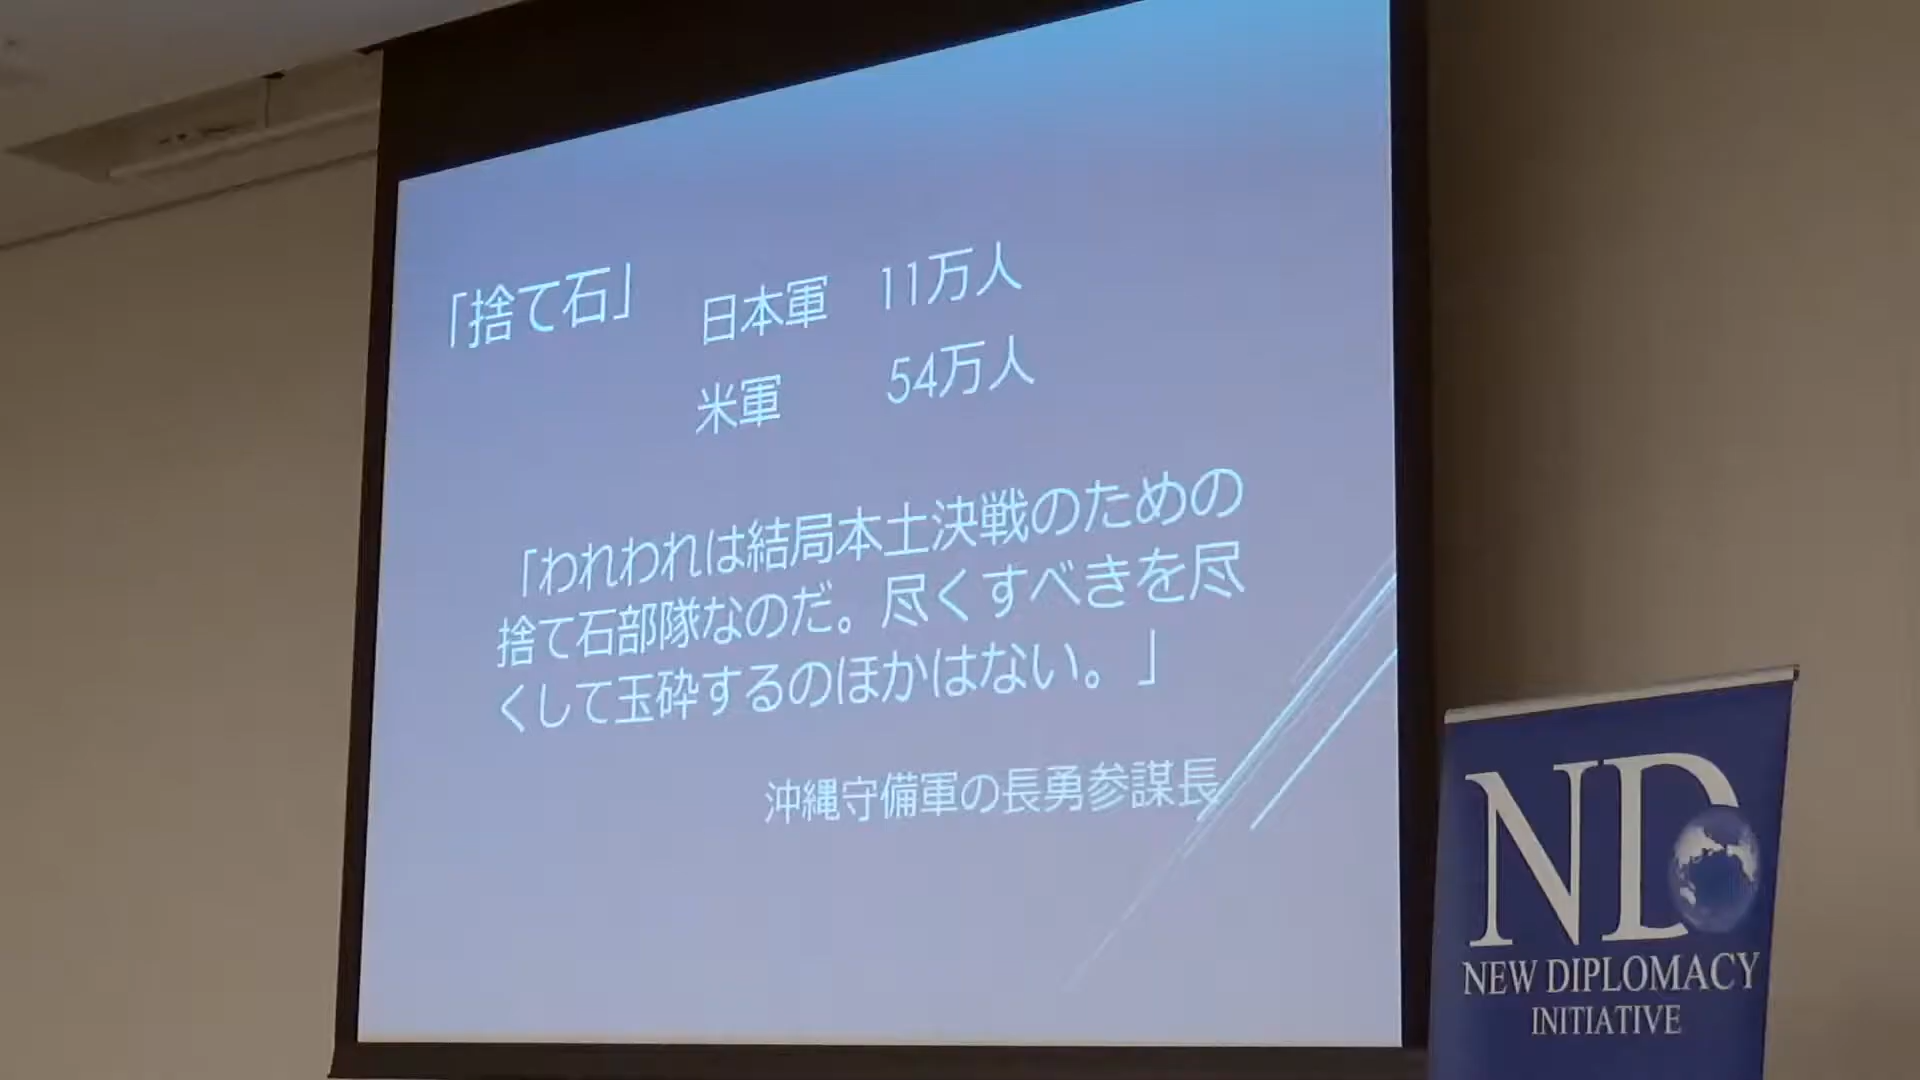 「捨て石」 日本軍 11万人
米軍 54万人
「われわれは結局本土決戦のための
捨て石部隊なのだ。尽くすべきを尽
くして玉砕するのほかはない。」
沖縄守備軍の長勇参謀長
ND
NEW DIPLOMACY
INITIATIVE